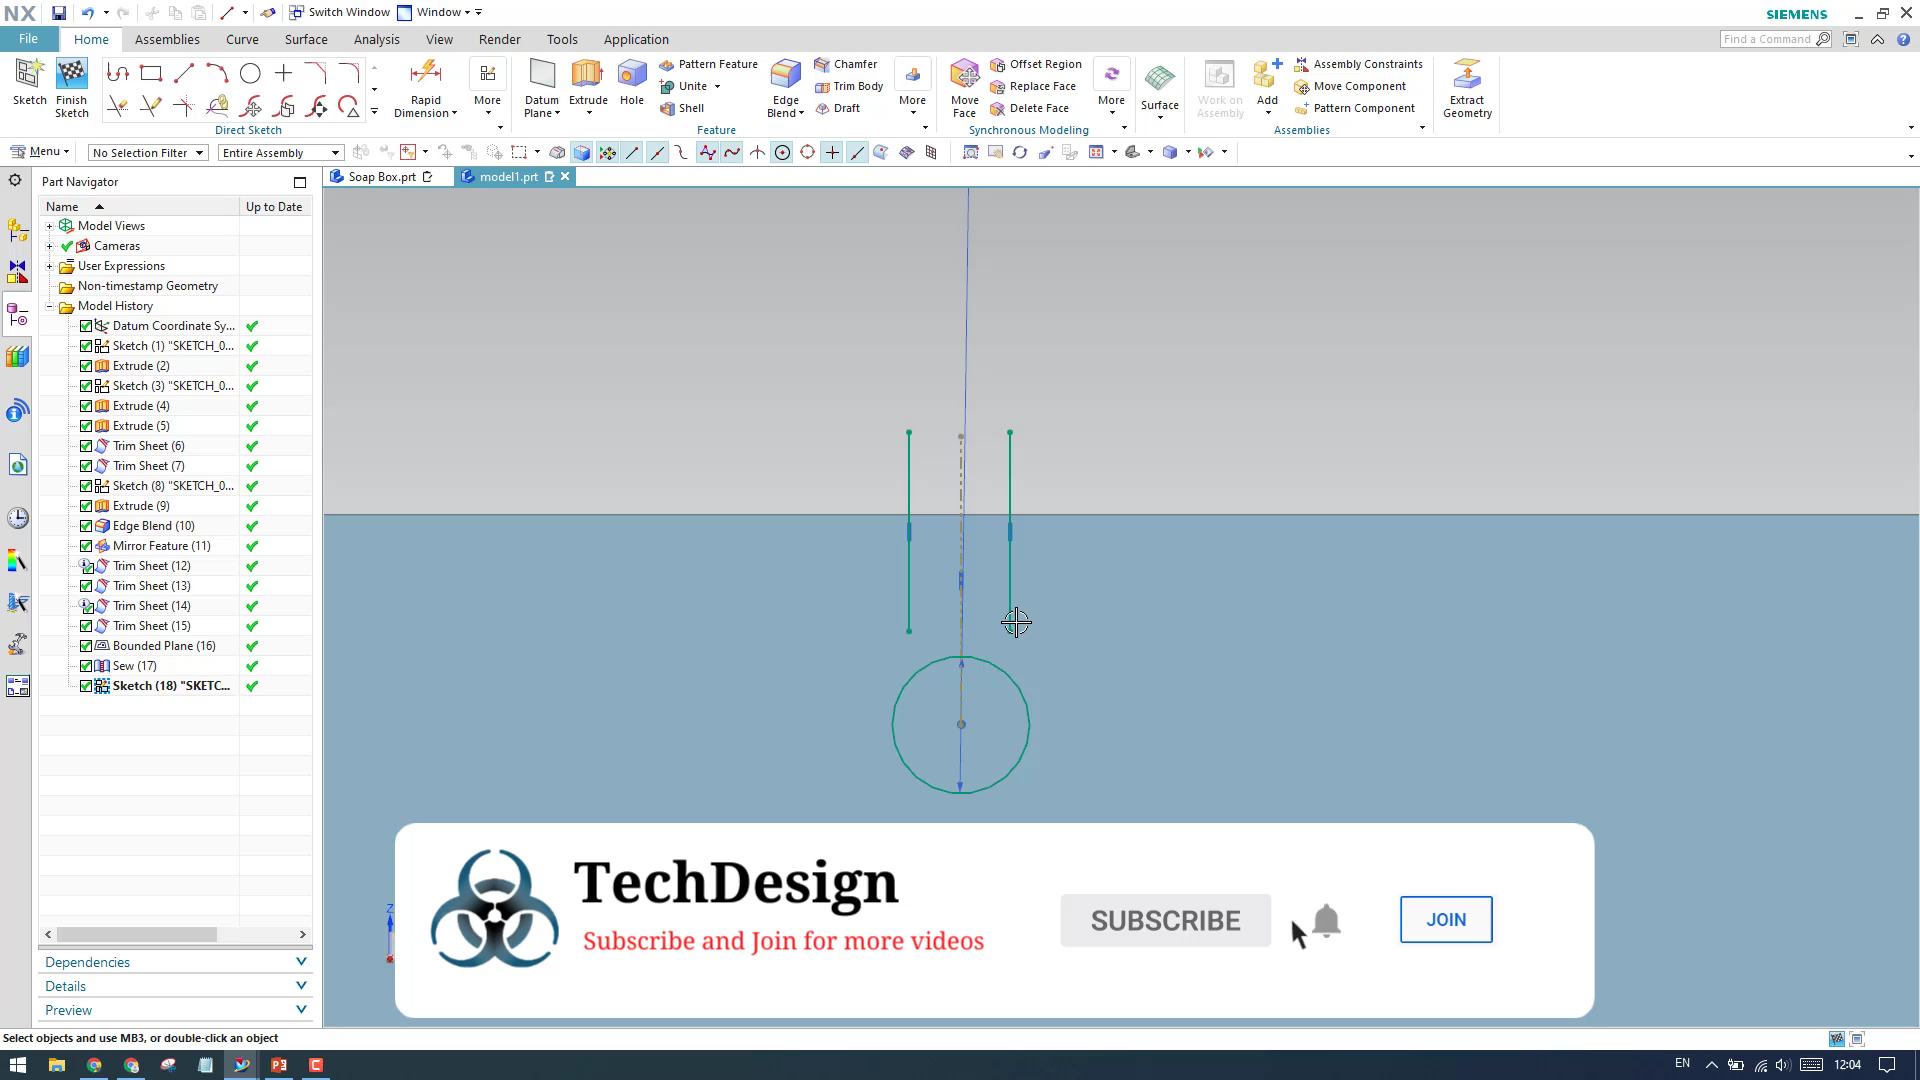 NX Switch Window Window SIEMENS
File Home Assemblies Curve Surface Analysis View Render Tools Application Find a Command
Sketch Finish Sketch Rapid Dimension More Datum Plane Extrude Hole Pattern Feature Unite Shell Edge Blend Chamfer Trim Body Draft More Move Face Offset Region Replace Face Delete Face More Surface Work on Assembly Add Assembly Constraints Move Component Pattern Component Extract Geometry
Direct Sketch Feature Synchronous Modeling Assemblies
Menu No Selection Filter Entire Assembly
Part Navigator Soap Box.prt model1.prt
Name Up to Date
Model Views
Cameras
User Expressions
Non-timestamp Geometry
Model History
Datum Coordinate Sy...
Sketch (1) "SKETCH_0...
Extrude (2)
Sketch (3) "SKETCH_0...
Extrude (4)
Extrude (5)
Trim Sheet (6)
Trim Sheet (7)
Sketch (8) "SKETCH_0...
Extrude (9)
Edge Blend (10)
Mirror Feature (11)
Trim Sheet (12)
Trim Sheet (13)
Trim Sheet (14)
Trim Sheet (15)
Bounded Plane (16)
Sew (17)
Sketch (18) "SKETC...
Z
TechDesign
Subscribe and Join for more videos
SUBSCRIBE
JOIN
Dependencies
Details
Preview
Select objects and use MB3, or double-click an object
EN 12:04